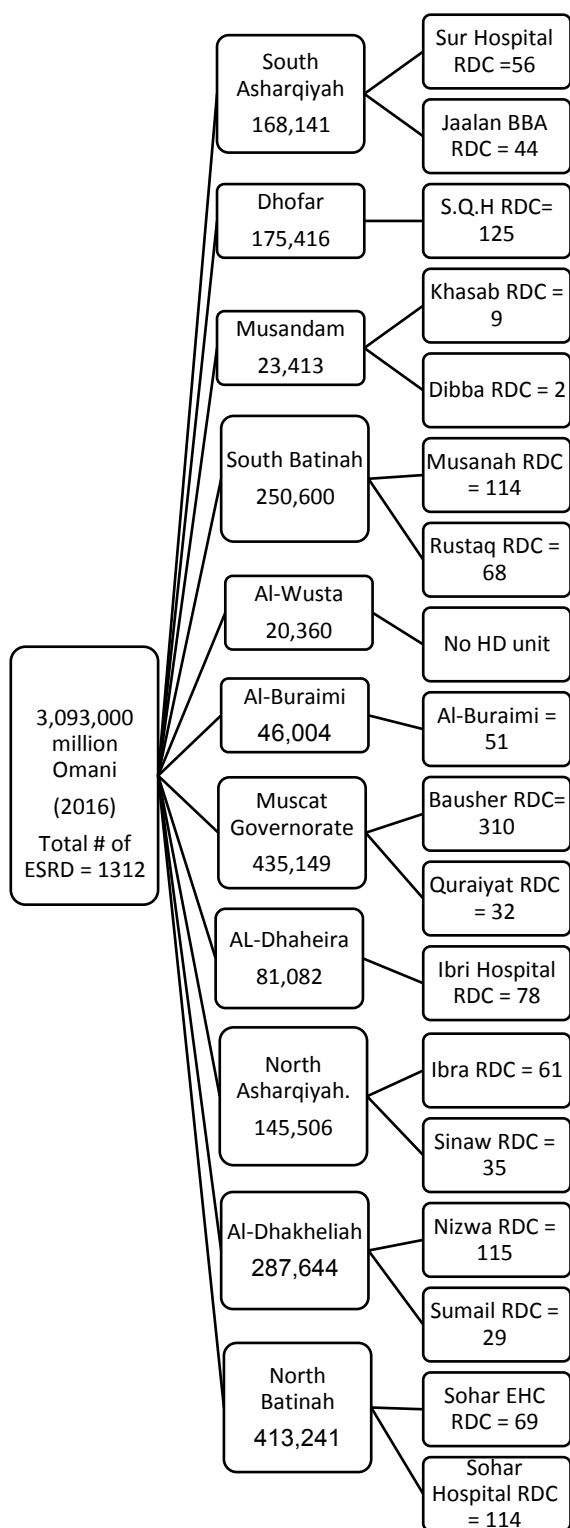 3,093,000
million
Omani
(2016)
Total # of
ESRD = 1312
South
Asharqiyah
168,141
Sur Hospital
RDC =56
Jaalan BBA
RDC = 44
Dhofar
175,416
S.Q.H RDC=
125
Musandam
23,413
Khasab RDC =
9
Dibba RDC = 2
South Batinah
250,600
Musanah RDC
= 114
Rustaq RDC =
68
Al-Wusta
20,360
No HD unit
Al-Buraimi
46,004
Al-Buraimi =
51
Muscat
Governorate
435,149
Bausher RDC=
310
Quraiyat RDC
= 32
AL-Dhaheira
81,082
Ibri Hospital
RDC = 78
North
Asharqiyah.
145,506
Ibra RDC = 61
Sinaw RDC =
35
Al-Dhakheliah
287,644
Nizwa RDC =
115
Sumail RDC =
29
North
Batinah
413,241
Sohar EHC
RDC = 69
Sohar
Hospital RDC
= 114